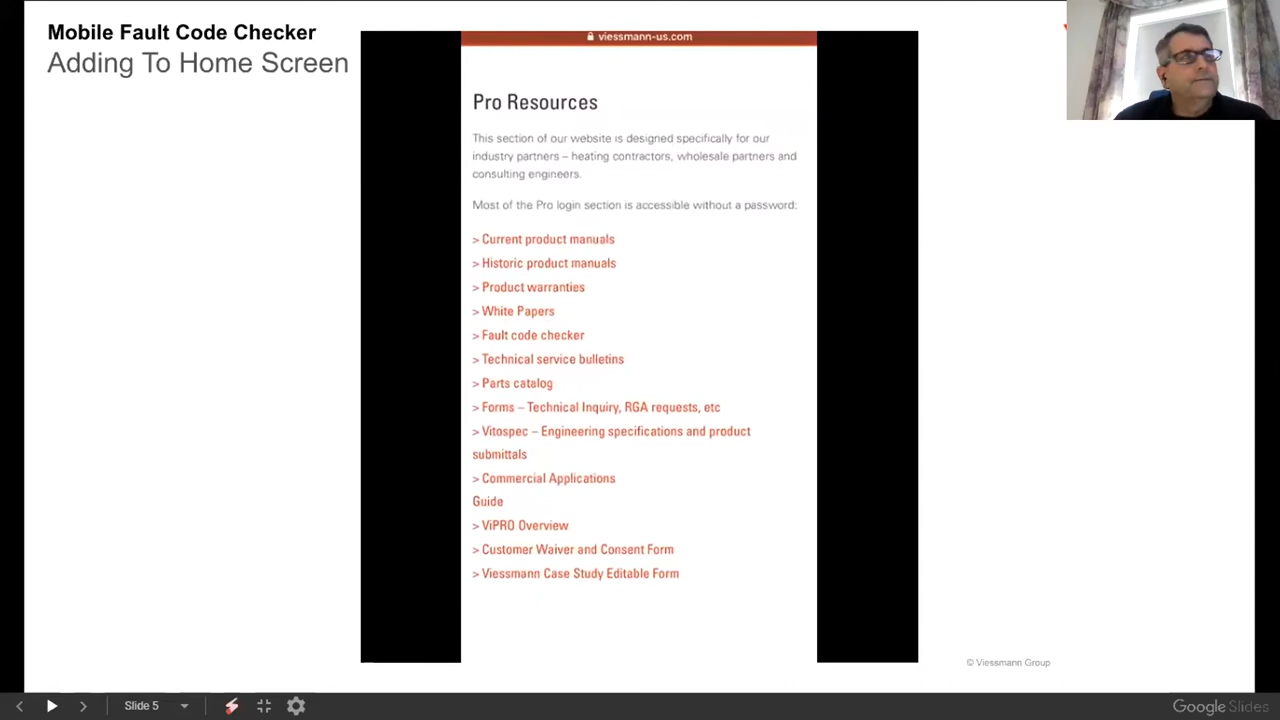 Mobile Fault Code Checker
Adding To Home Screen
viessmann-us.com
Pro Resources
This section of our website is designed specifically for our
industry partners – heating contractors, wholesale partners and
consulting engineers.
Most of the Pro login section is accessible without a password:
> Current product manuals
> Historic product manuals
> Product warranties
> White Papers
> Fault code checker
> Technical service bulletins
> Parts catalog
> Forms – Technical Inquiry, RGA requests, etc
> Vitospec – Engineering specifications and product
submittals
> Commercial Applications
Guide
> ViPRO Overview
> Customer Waiver and Consent Form
> Viessmann Case Study Editable Form
© Viessmann Group
Slide 5
Google Slides